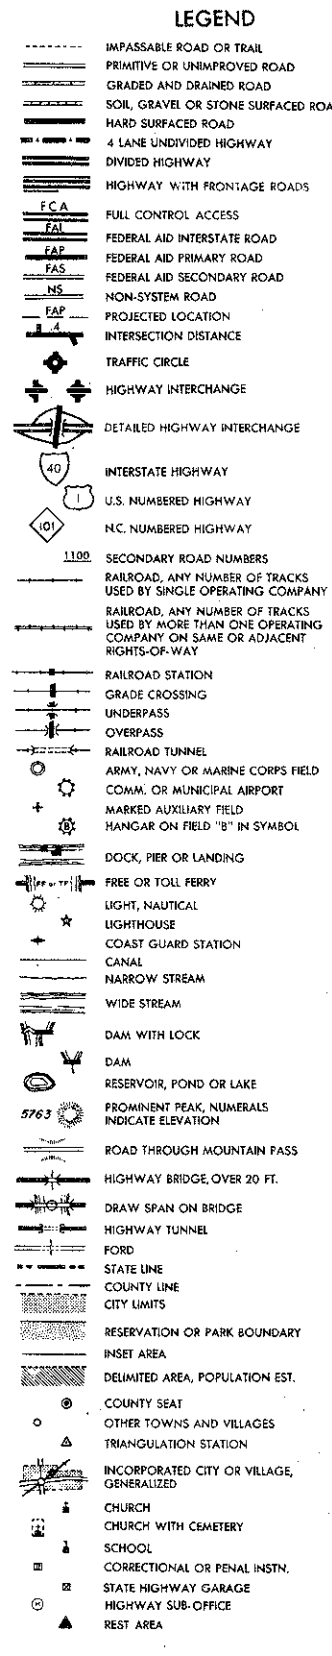 LEGEND
IMPASSABLE ROAD OR TRAIL
PRIMITIVE OR UNIMPROVED ROAD
GRADED AND DRAINED ROAD
SOIL, GRAVEL OR STONE SURFACED ROA
HARD SURFACED ROAD
4 LANE UNDIVIDED HIGHWAY
DIVIDED HIGHWAY
HIGHWAY WITH FRONTAGE ROADS
FCA FULL CONTROL ACCESS
FAI FEDERAL AID INTERSTATE ROAD
FAP FEDERAL AID PRIMARY ROAD
FAS FEDERAL AID SECONDARY ROAD
NS NON-SYSTEM ROAD
FAP PROJECTED LOCATION
.4 INTERSECTION DISTANCE
TRAFFIC CIRCLE
HIGHWAY INTERCHANGE
DETAILED HIGHWAY INTERCHANGE
40 INTERSTATE HIGHWAY
1 U.S. NUMBERED HIGHWAY
101 N.C. NUMBERED HIGHWAY
1100 SECONDARY ROAD NUMBERS
RAILROAD, ANY NUMBER OF TRACKS
USED BY SINGLE OPERATING COMPANY
RAILROAD, ANY NUMBER OF TRACKS
USED BY MORE THAN ONE OPERATING
COMPANY ON SAME OR ADJACENT
RIGHTS-OF-WAY
RAILROAD STATION
GRADE CROSSING
UNDERPASS
OVERPASS
RAILROAD TUNNEL
ARMY, NAVY OR MARINE CORPS FIELD
COMM. OR MUNICIPAL AIRPORT
MARKED AUXILIARY FIELD
B HANGAR ON FIELD "B" IN SYMBOL
DOCK, PIER OR LANDING
FF or TF FREE OR TOLL FERRY
LIGHT, NAUTICAL
LIGHTHOUSE
COAST GUARD STATION
CANAL
NARROW STREAM
WIDE STREAM
DAM WITH LOCK
DAM
RESERVOIR, POND OR LAKE
5763 PROMINENT PEAK, NUMERALS
INDICATE ELEVATION
ROAD THROUGH MOUNTAIN PASS
HIGHWAY BRIDGE, OVER 20 FT.
DRAW SPAN ON BRIDGE
HIGHWAY TUNNEL
FORD
STATE LINE
COUNTY LINE
CITY LIMITS
RESERVATION OR PARK BOUNDARY
INSET AREA
DELIMITED AREA, POPULATION EST.
COUNTY SEAT
OTHER TOWNS AND VILLAGES
TRIANGULATION STATION
INCORPORATED CITY OR VILLAGE,
GENERALIZED
CHURCH
CHURCH WITH CEMETERY
SCHOOL
CORRECTIONAL OR PENAL INSTN.
STATE HIGHWAY GARAGE
HIGHWAY SUB-OFFICE
REST AREA